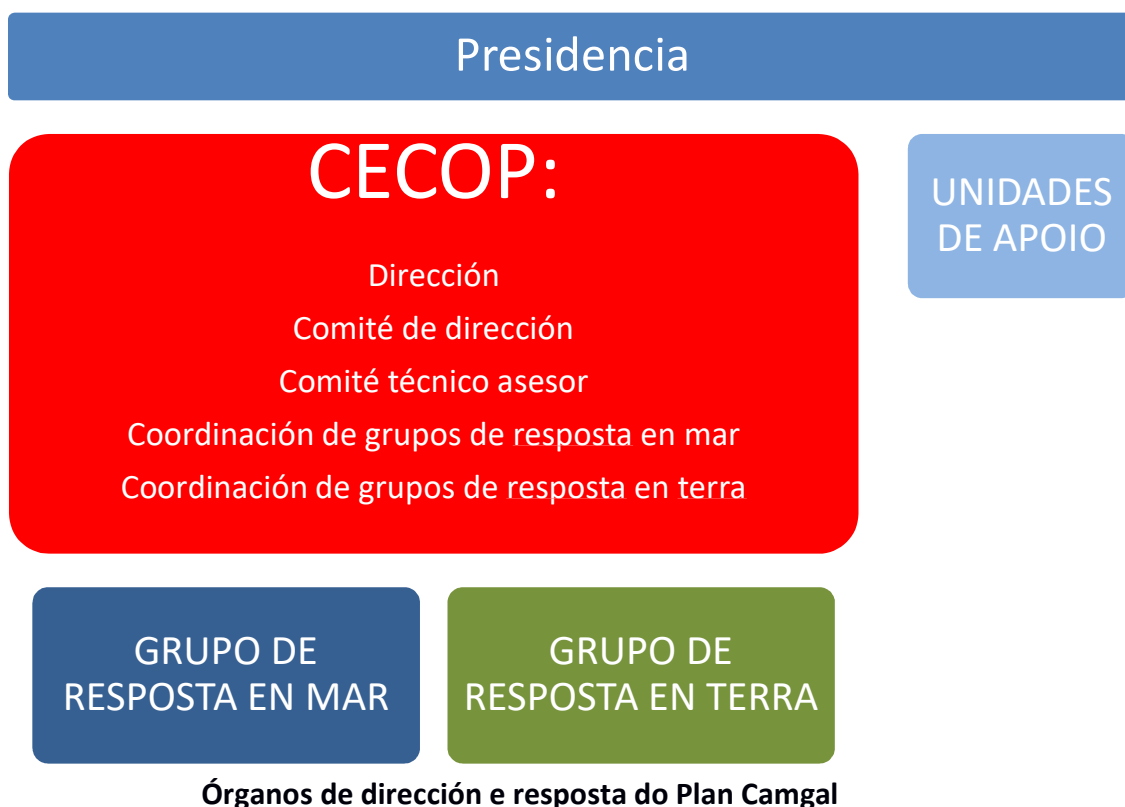 Presidencia
CECOP:
Dirección
Comité de dirección
Comité técnico asesor
Coordinación de grupos de resposta en mar
Coordinación de grupos de resposta en terra
UNIDADES
DE APOIO
GRUPO DE
RESPOSTA EN MAR
GRUPO DE
RESPOSTA EN TERRA
Órganos de dirección e resposta do Plan Camgal